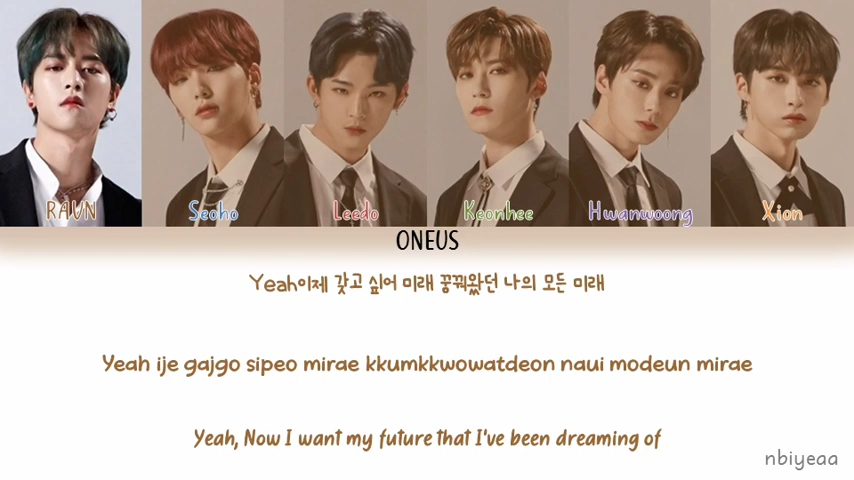 RAVN Seoho Leedo Keonhee Hwanwoong Xion
ONEUS
Yeah이제 갖고 싶어 미래 꿈꿔왔던 나의 모든 미래
Yeah ije gajgo sipeo mirae kkumkkwowatdeon naui modeun mirae
Yeah, Now I want my future that I've been dreaming of
nbiyeaa